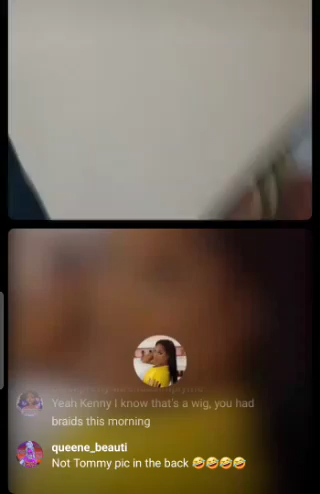 Yeah Kenny I know that's a wig, you had
braids this morning
queene_beauti
Not Tommy pic in the back 🤣🤣🤣🤣